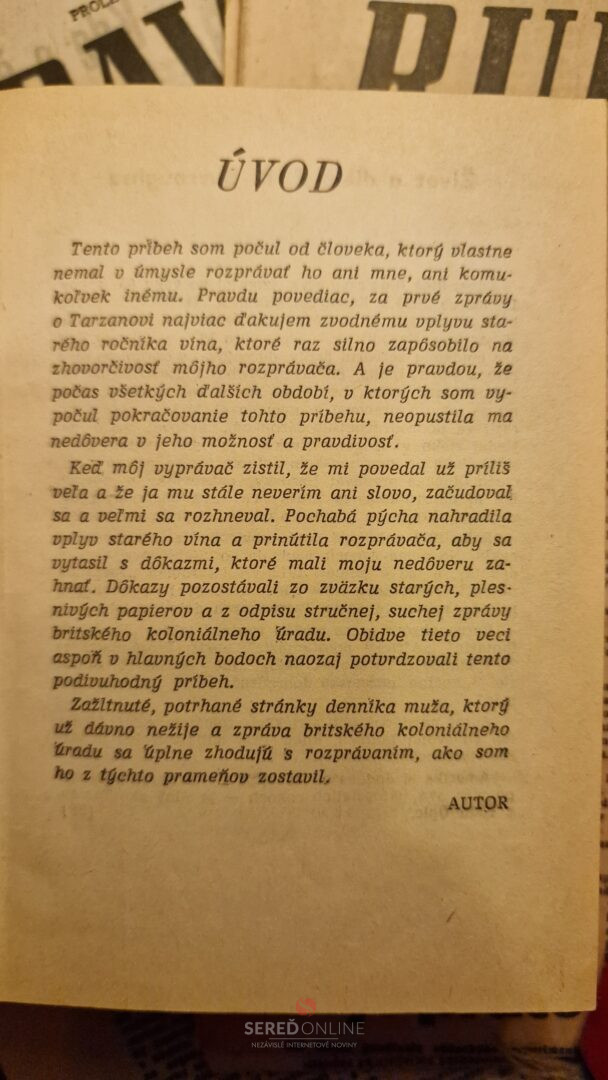 PROLE
RAV
RU
ÚVOD
Tento príbeh som počul od človeka, ktorý vlastne
nemal v úmysle rozprávať ho ani mne, ani komu-
koľvek inému. Pravdu povediac, za prvé zprávy
o Tarzanovi najviac ďakujem zvodnému vplyvu sta-
rého ročníka vína, ktoré raz silno zapôsobilo na
zhovorčivosť môjho rozprávača. A je pravdou, že
počas všetkých ďalších období, v ktorých som vy-
počul pokračovanie tohto príbehu, neopustila ma
nedôvera v jeho možnosť a pravdivosť.
Keď môj vyprávač zistil, že mi povedal už príliš
veľa a že ja mu stále neverím ani slovo, začudoval
sa a veľmi sa rozhneval. Pochabá pýcha nahradila
vplyv starého vína a prinútila rozprávača, aby sa
vytasil s dôkazmi, ktoré mali moju nedôveru za-
hnať. Dôkazy pozostávali zo zväzku starých, ples-
nivých papierov a z odpisu stručnej, suchej zprávy
britského koloniálneho úradu. Obidve tieto veci
aspoň v hlavných bodoch naozaj potvrdzovali tento
podivuhodný príbeh.
Zažltnuté, potrhané stránky denníka muža, ktorý
už dávno nežije a zpráva britského koloniálneho
úradu sa úplne zhodujú s rozprávaním, ako som
ho z týchto prameňov zostavil.
AUTOR
SEREĎONLINE
NEZÁVISLÉ INTERNETOVÉ NOVINY